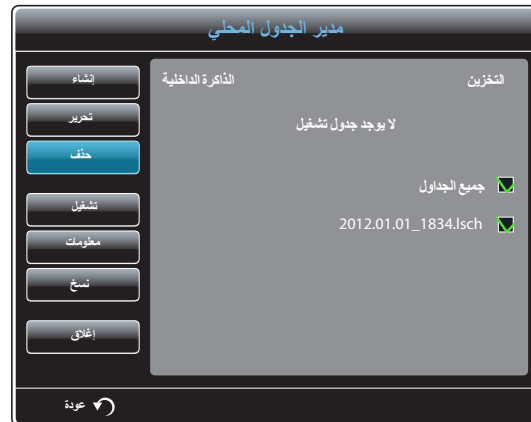 مدير الجدول المحلي
التخزين
الذاكرة الداخلية
لا يوجد جدول تشغيل
جميع الجداول
2012.01.01_1834.lsch
إنشاء
تحرير
حذف
تشغيل
معلومات
نسخ
إغلاق
عودة